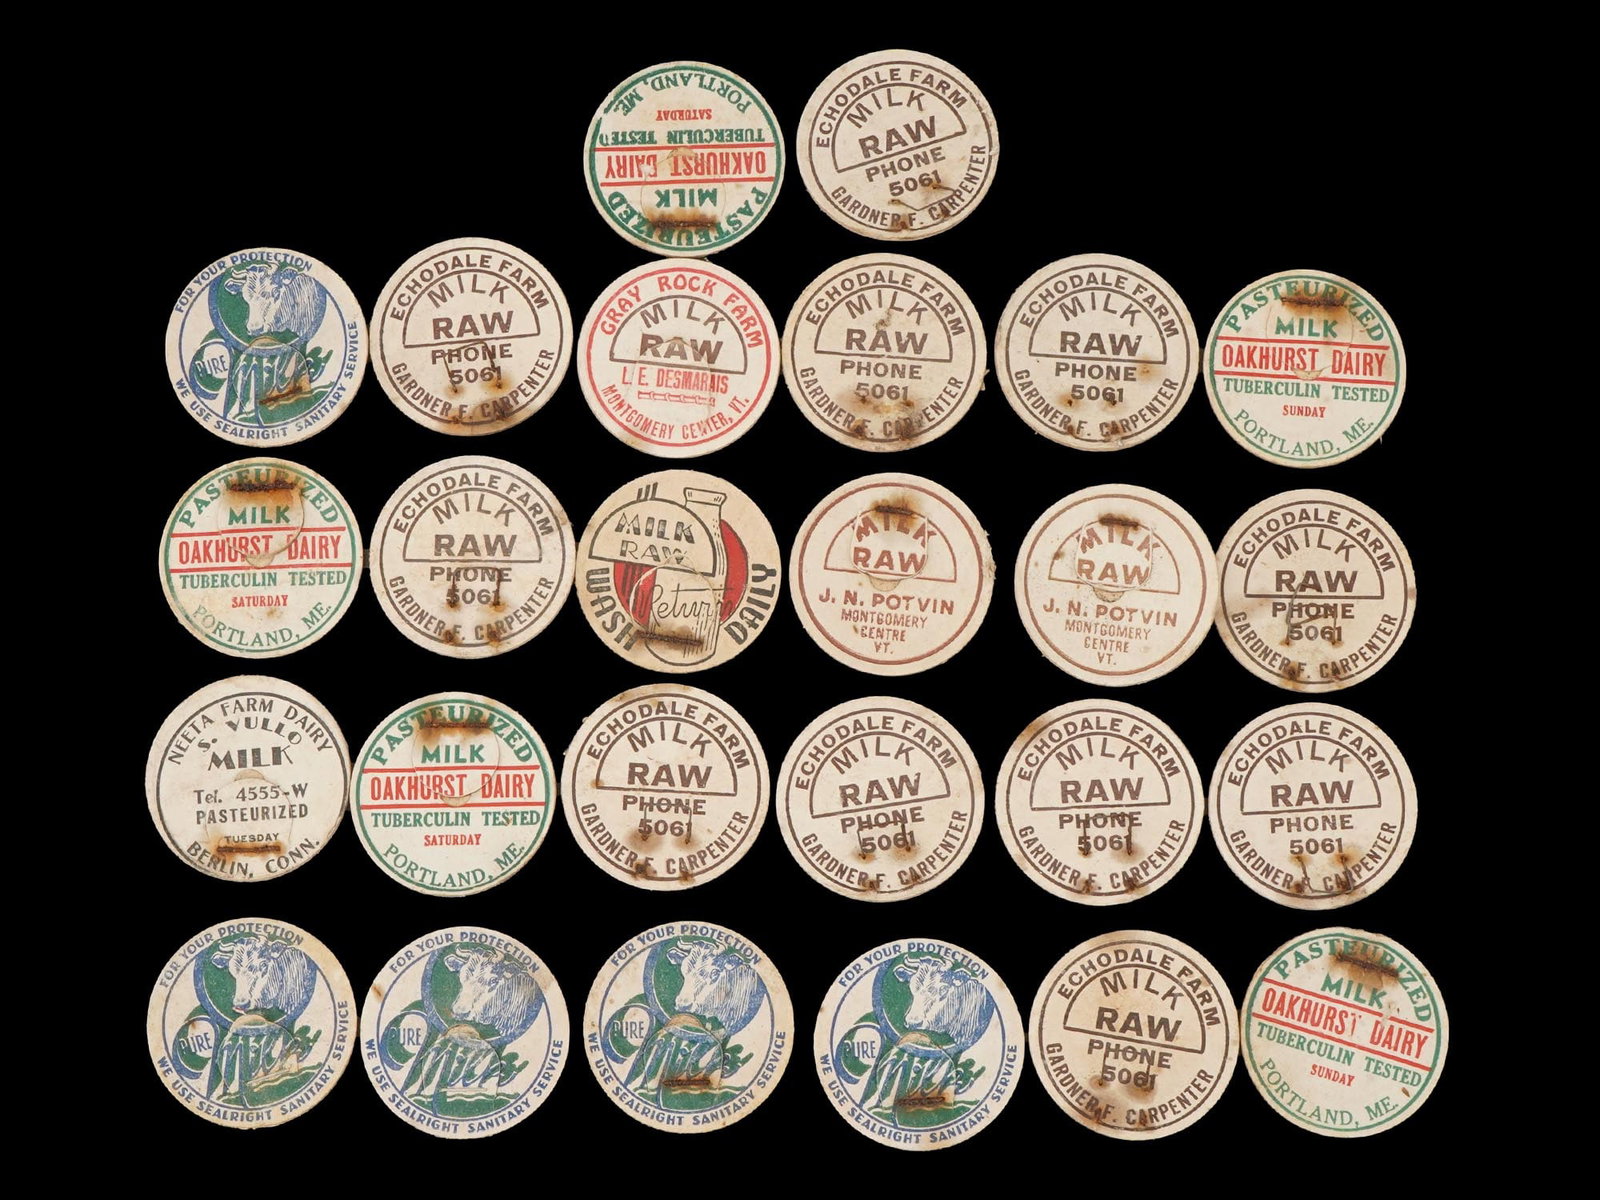 PASTEURIZED
MILK
OAKHURST DAIRY
TUBERCULIN TESTED
SATURDAY
PORTLAND, ME.
ECHODALE FARM
MILK
RAW
PHONE
5061
GARDNER F. CARPENTER
FOR YOUR PROTECTION
PURE
Milk
WE USE SEALRIGHT SANITARY SERVICE
ECHODALE FARM
MILK
RAW
PHONE
5061
GARDNER F. CARPENTER
GRAY ROCK FARM
MILK
RAW
L. E. DESMARAIS
MONTGOMERY CENTER, VT.
ECHODALE FARM
MILK
RAW
PHONE
5061
GARDNER F. CARPENTER
ECHODALE FARM
MILK
RAW
PHONE
5061
GARDNER F. CARPENTER
PASTEURIZED
MILK
OAKHURST DAIRY
TUBERCULIN TESTED
SUNDAY
PORTLAND, ME.
PASTEURIZED
MILK
OAKHURST DAIRY
TUBERCULIN TESTED
SATURDAY
PORTLAND, ME.
ECHODALE FARM
MILK
RAW
PHONE
5061
GARDNER F. CARPENTER
MILK
RAW
WASH
Return
DAILY
MILK
RAW
J. N. POTVIN
MONTGOMERY
CENTRE
VT.
MILK
RAW
J. N. POTVIN
MONTGOMERY
CENTRE
VT.
ECHODALE FARM
MILK
RAW
PHONE
5061
GARDNER F. CARPENTER
NEETA FARM DAIRY
S. VULLO
MILK
Tel. 4555-W
PASTEURIZED
TUESDAY
BERLIN, CONN.
PASTEURIZED
MILK
OAKHURST DAIRY
TUBERCULIN TESTED
SATURDAY
PORTLAND, ME.
ECHODALE FARM
MILK
RAW
PHONE
5061
GARDNER F. CARPENTER
ECHODALE FARM
MILK
RAW
PHONE
5061
GARDNER F. CARPENTER
ECHODALE FARM
MILK
RAW
PHONE
5061
GARDNER F. CARPENTER
ECHODALE FARM
MILK
RAW
PHONE
5061
GARDNER F. CARPENTER
FOR YOUR PROTECTION
PURE
Milk
WE USE SEALRIGHT SANITARY SERVICE
FOR YOUR PROTECTION
PURE
Milk
WE USE SEALRIGHT SANITARY SERVICE
FOR YOUR PROTECTION
PURE
Milk
WE USE SEALRIGHT SANITARY SERVICE
FOR YOUR PROTECTION
PURE
Milk
WE USE SEALRIGHT SANITARY SERVICE
ECHODALE FARM
MILK
RAW
PHONE
5061
GARDNER F. CARPENTER
PASTEURIZED
MILK
OAKHURST DAIRY
TUBERCULIN TESTED
SUNDAY
PORTLAND, ME.